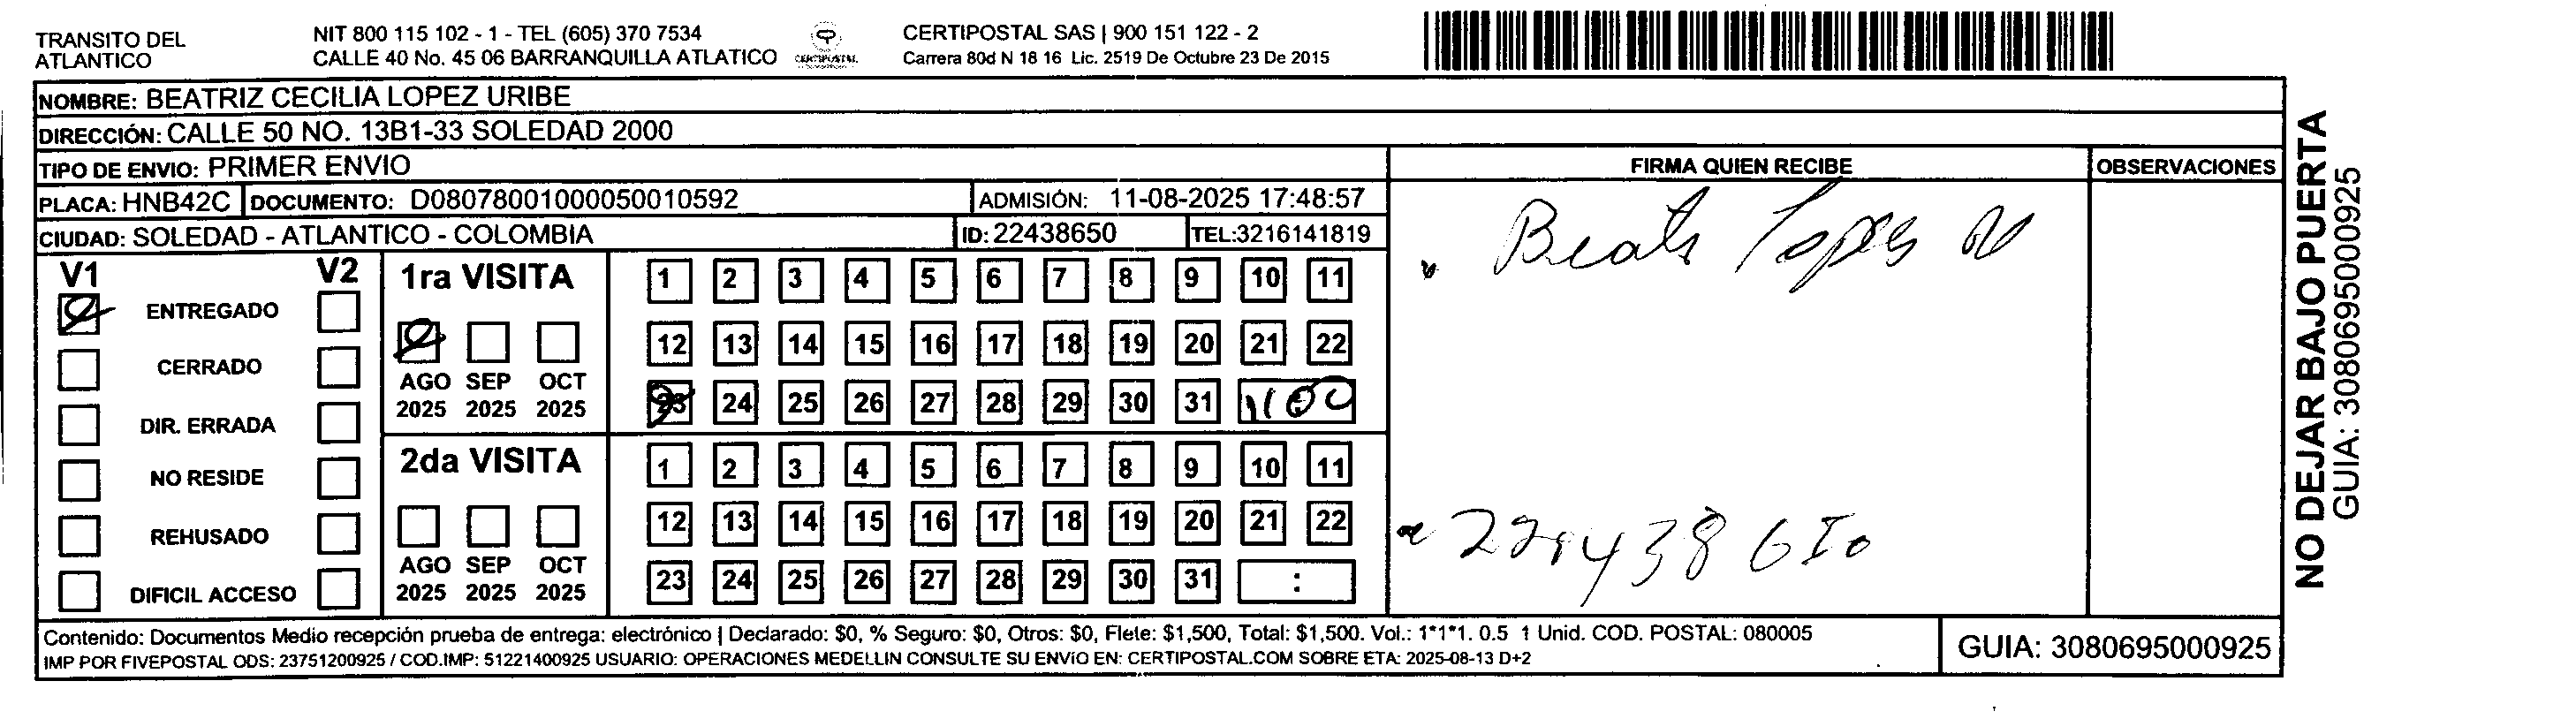 TRANSITO DEL
ATLANTICO
NIT 800 115 102 - 1 - TEL (605) 370 7534
CALLE 40 No. 45 06 BARRANQUILLA ATLATICO
CERTIPOSTAL
CERTIPOSTAL SAS | 900 151 122 - 2
Carrera 80d N 18 16 Lic. 2519 De Octubre 23 De 2015
NOMBRE: BEATRIZ CECILIA LOPEZ URIBE
DIRECCIÓN: CALLE 50 NO. 13B1-33 SOLEDAD 2000
TIPO DE ENVIO: PRIMER ENVIO
PLACA: HNB42C DOCUMENTO: D08078001000050010592 ADMISIÓN: 11-08-2025 17:48:57
CIUDAD: SOLEDAD - ATLANTICO - COLOMBIA ID: 22438650 TEL:3216141819
FIRMA QUIEN RECIBE
OBSERVACIONES
V1 V2
ENTREGADO
CERRADO
DIR. ERRADA
NO RESIDE
REHUSADO
DIFICIL ACCESO
1ra VISITA
AGO SEP OCT
2025 2025 2025
1 2 3 4 5 6 7 8 9 10 11
12 13 14 15 16 17 18 19 20 21 22
23 24 25 26 27 28 29 30 31 11:00
2da VISITA
AGO SEP OCT
2025 2025 2025
1 2 3 4 5 6 7 8 9 10 11
12 13 14 15 16 17 18 19 20 21 22
23 24 25 26 27 28 29 30 31 :
Lopes U
Contenido: Documentos Medio recepción prueba de entrega: electrónico | Declarado: $0, % Seguro: $0, Otros: $0, Flete: $1,500, Total: $1,500. Vol.: 1*1*1. 0.5 1 Unid. COD. POSTAL: 080005
IMP POR FIVEPOSTAL ODS: 23751200925 / COD.IMP: 51221400925 USUARIO: OPERACIONES MEDELLIN CONSULTE SU ENVíO EN: CERTIPOSTAL.COM SOBRE ETA: 2025-08-13 D+2
GUIA: 3080695000925
NO DEJAR BAJO PUERTA
GUIA: 3080695000925